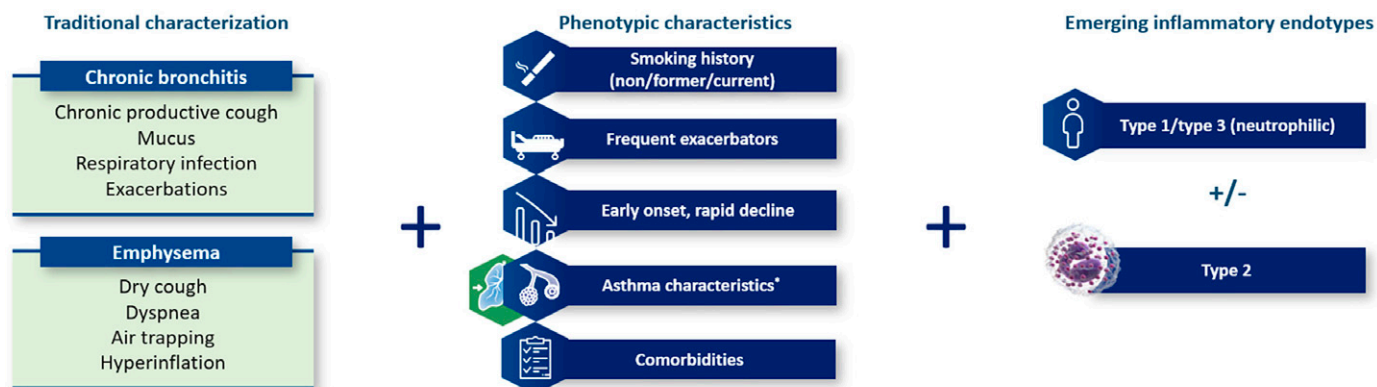 Traditional characterization
Chronic bronchitis
Chronic productive cough
Mucus
Respiratory infection
Exacerbations
Emphysema
Dry cough
Dyspnea
Air trapping
Hyperinflation
+
Phenotypic characteristics
Smoking history
(non/former/current)
Frequent exacerbators
Early onset, rapid decline
Asthma characteristics*
Comorbidities
+
Emerging inflammatory endotypes
Type 1/type 3 (neutrophilic)
+/-
Type 2